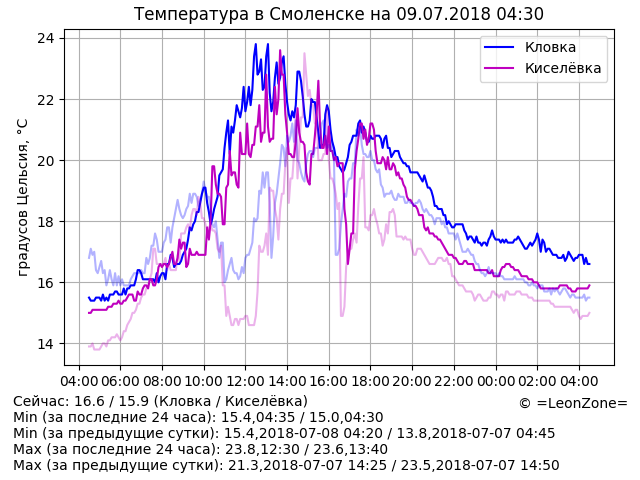 Температура в Смоленске на 09.07.2018 04:30
24
22
20
18
16
14
градусов Цельсия, °C
Кловка
Киселёвка
04:00 06:00 08:00 10:00 12:00 14:00 16:00 18:00 20:00 22:00 00:00 02:00 04:00
Сейчас: 16.6 / 15.9 (Кловка / Киселёвка)
© =LeonZone=
Min (за последние 24 часа): 15.4,04:35 / 15.0,04:30
Min (за предыдущие сутки): 15.4,2018-07-08 04:20 / 13.8,2018-07-07 04:45
Max (за последние 24 часа): 23.8,12:30 / 23.6,13:40
Max (за предыдущие сутки): 21.3,2018-07-07 14:25 / 23.5,2018-07-07 14:50